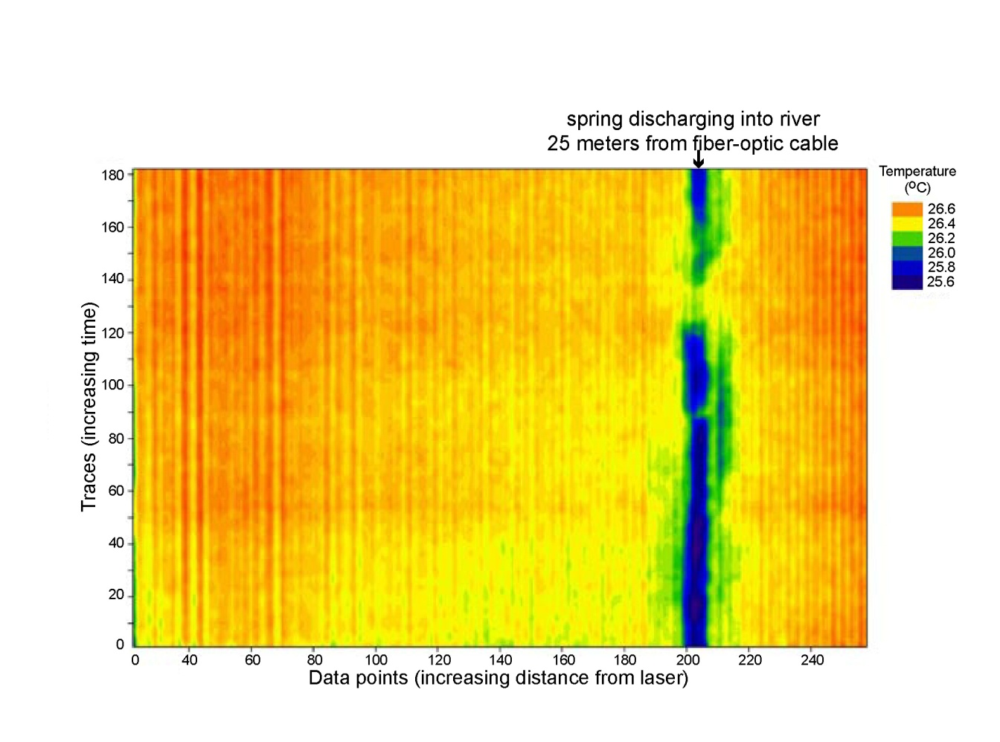 spring discharging into river
25 meters from fiber-optic cable
Temperature
(°C)
26.6
26.4
26.2
26.0
25.8
25.6
Traces (increasing time)
180
160
140
120
100
80
60
40
20
0
0 40 60 80 100 120 140 160 180 200 220 240
Data points (increasing distance from laser)